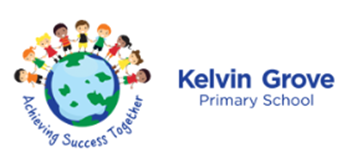 Achieving Success Together
Kelvin Grove
Primary School